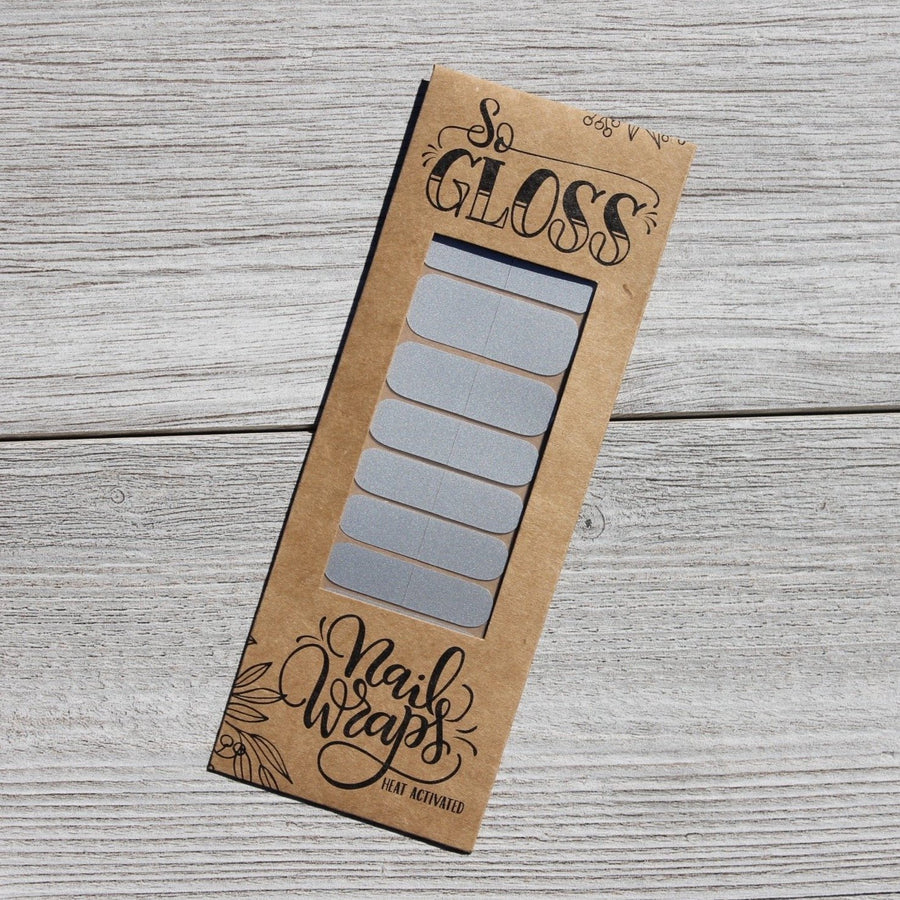 So
GLOSS
Nail
Wraps
HEAT ACTIVATED